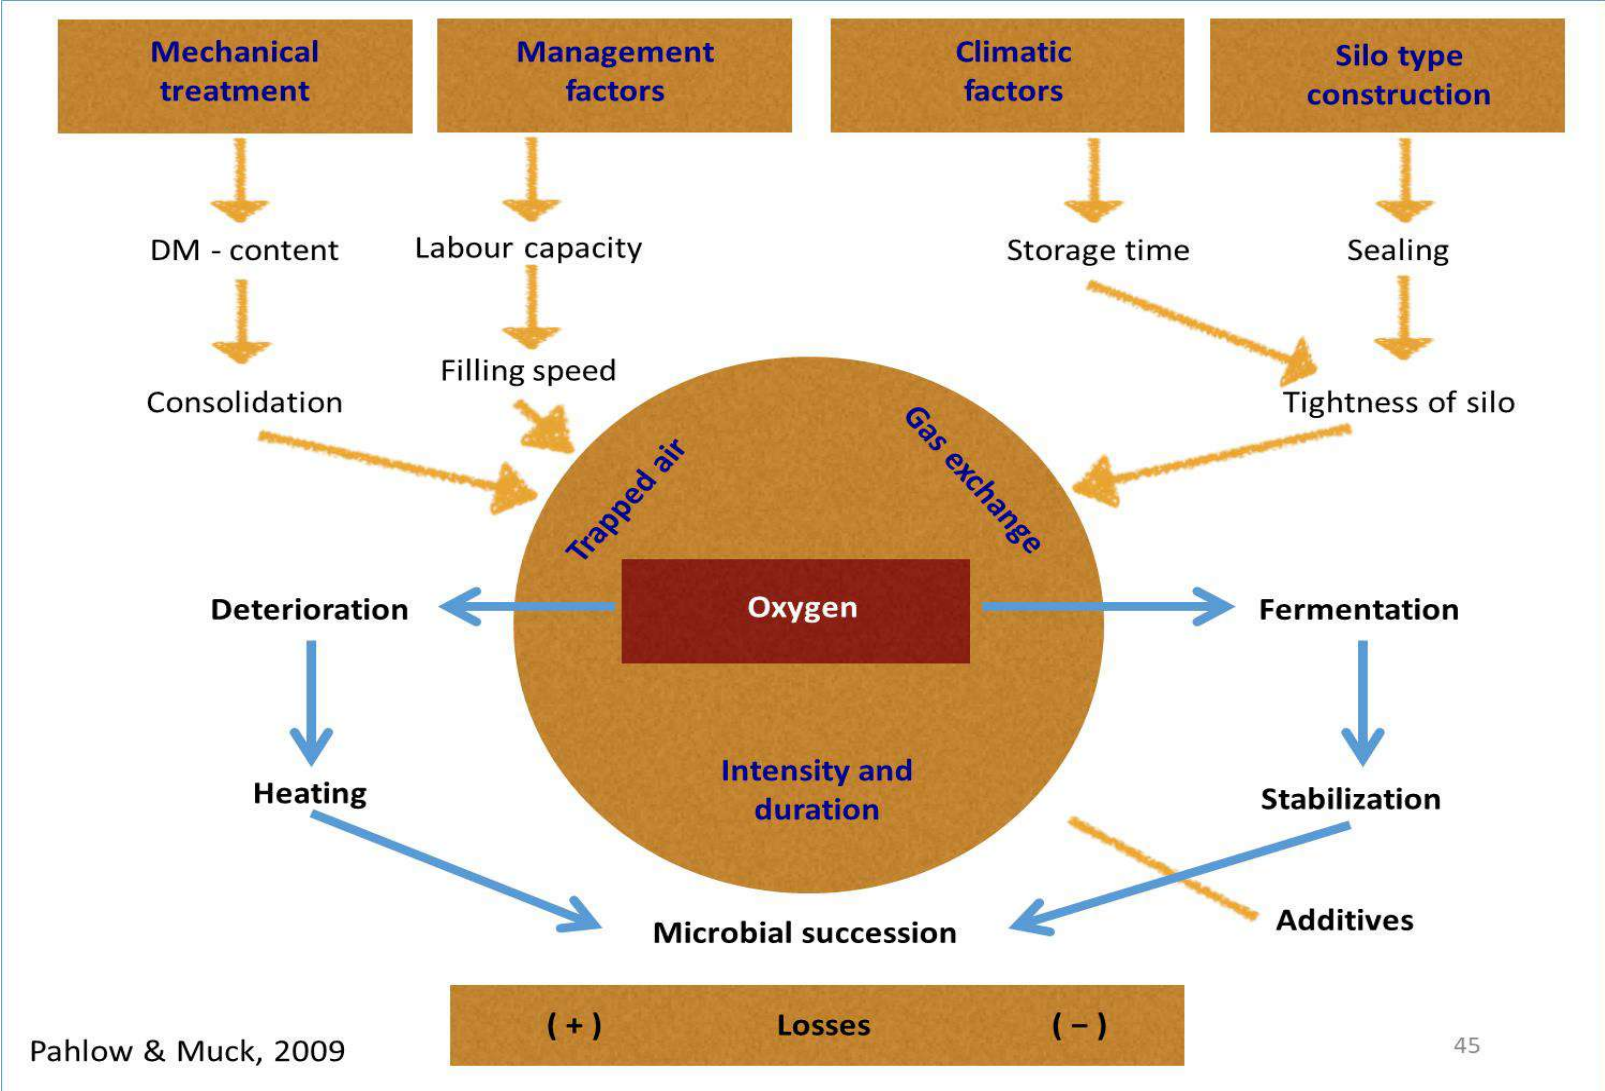 Mechanical
treatment
Management
factors
Climatic
factors
Silo type
construction
DM - content
Labour capacity
Storage time
Sealing
Filling speed
Consolidation
Tightness of silo
Trapped air
Gas exchange
Deterioration
Oxygen
Fermentation
Intensity and
duration
Heating
Stabilization
Additives
Microbial succession
( + ) Losses ( − )
Pahlow & Muck, 2009
45